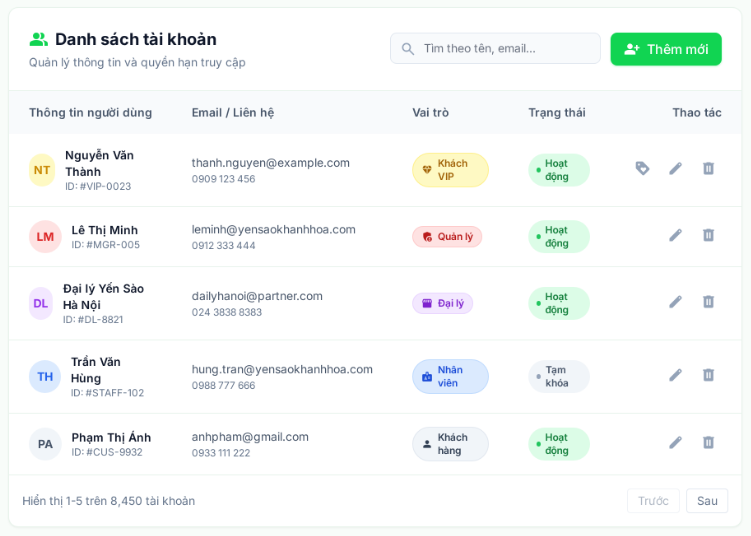 Danh sách tài khoản
Quản lý thông tin và quyền hạn truy cập
Tìm theo tên, email...
Thêm mới
Thông tin người dùng
Email / Liên hệ
Vai trò
Trạng thái
Thao tác
NT
Nguyễn Văn
Thành
ID: #VIP-0023
thanh.nguyen@example.com
0909 123 456
Khách
VIP
Hoạt
động
LM
Lê Thị Minh
ID: #MGR-005
leminh@yensaokhanhhoa.com
0912 333 444
Quản lý
Hoạt
động
DL
Đại lý Yến Sào
Hà Nội
ID: #DL-8821
dailyhanoi@partner.com
024 3838 8383
Đại lý
Hoạt
động
TH
Trần Văn
Hùng
ID: #STAFF-102
hung.tran@yensaokhanhhoa.com
0988 777 666
Nhân
viên
Tạm
khóa
PA
Phạm Thị Ánh
ID: #CUS-9932
anhpham@gmail.com
0933 111 222
Khách
hàng
Hoạt
động
Hiển thị 1-5 trên 8,450 tài khoản
Trước
Sau